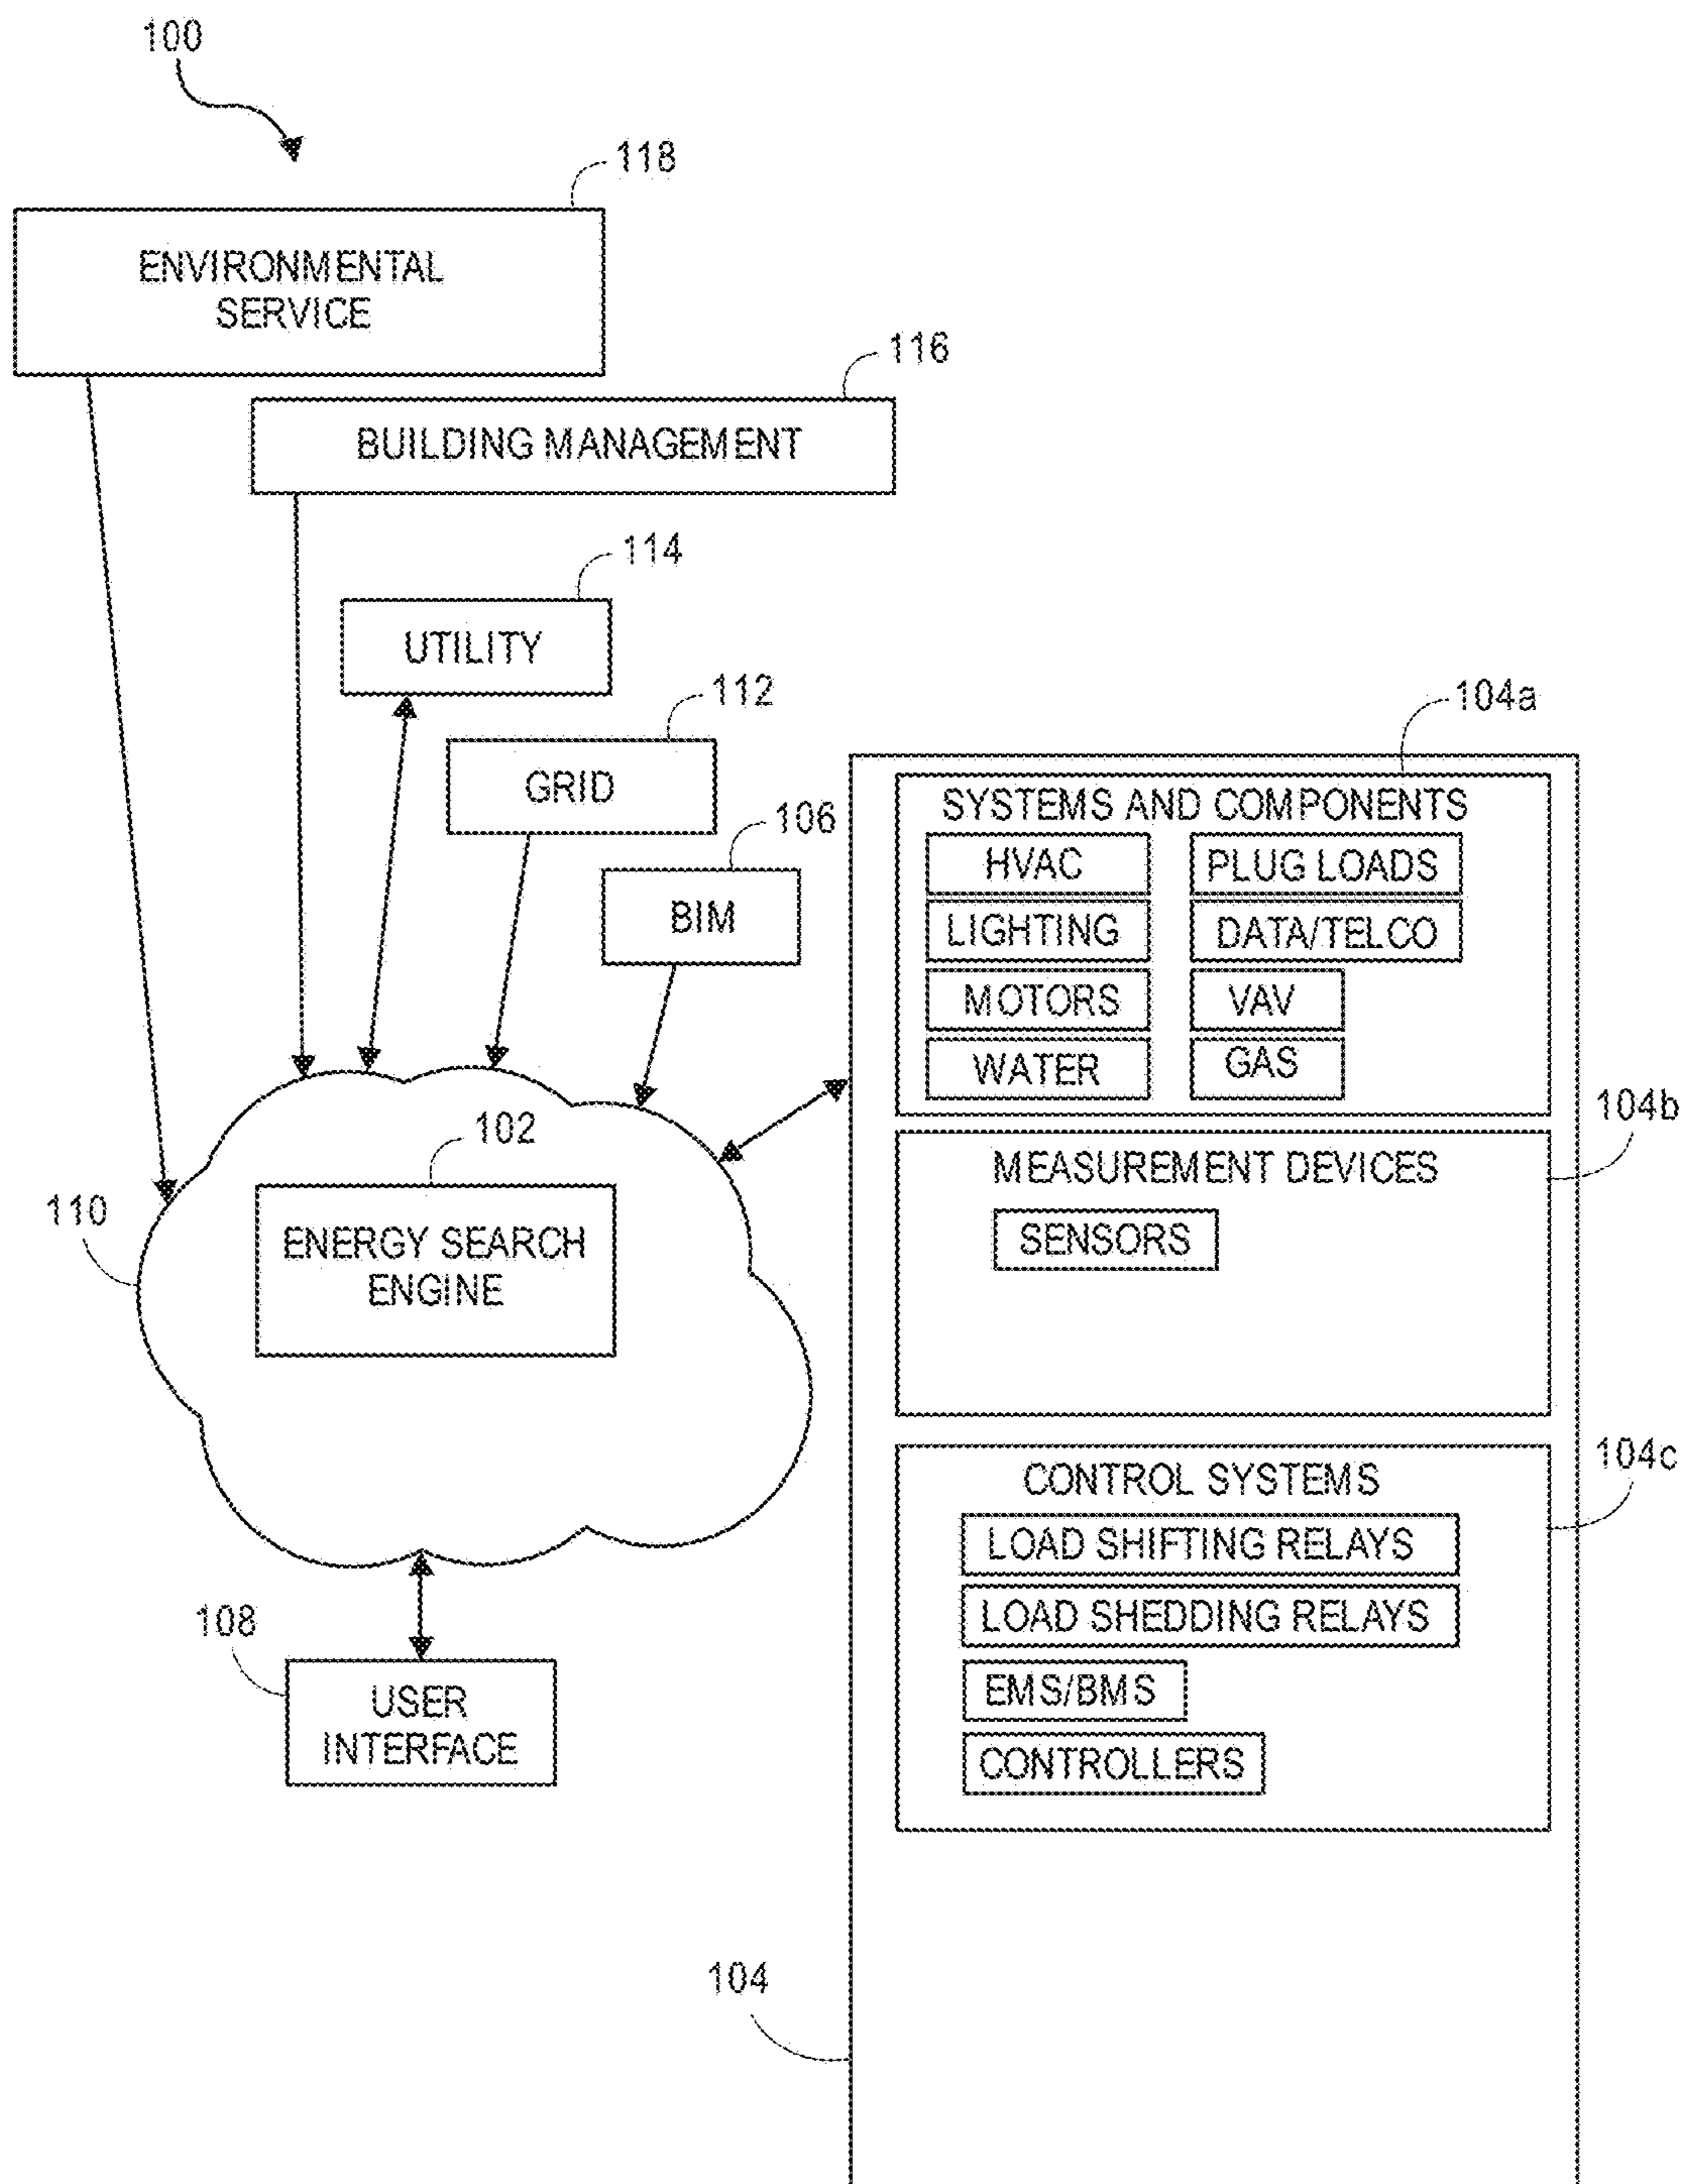 100
118
ENVIRONMENTAL
SERVICE
116
BUILDING MANAGEMENT
114
UTILITY
112
GRID
106
BIM
104a
SYSTEMS AND COMPONENTS
HVAC
PLUG LOADS
LIGHTING
DATA/TELCO
MOTORS
VAV
WATER
GAS
104b
MEASUREMENT DEVICES
SENSORS
102
110
ENERGY SEARCH
ENGINE
104c
CONTROL SYSTEMS
LOAD SHIFTING RELAYS
LOAD SHEDDING RELAYS
EMS/BMS
CONTROLLERS
108
USER
INTERFACE
104